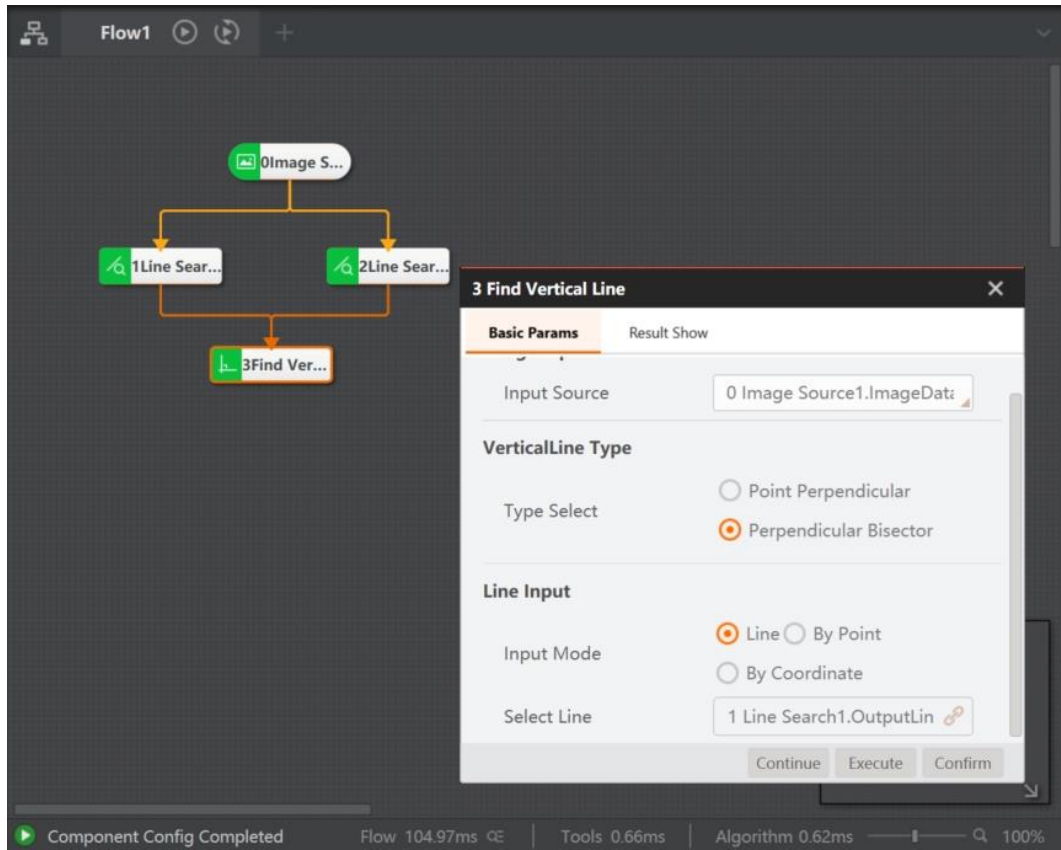 Flow1
0Image S...
1Line Sear...
2Line Sear...
3Find Ver...
3 Find Vertical Line
Basic Params Result Show
Input Source 0 Image Source1.ImageData
VerticalLine Type
Type Select
Point Perpendicular
Perpendicular Bisector
Line Input
Input Mode
Line By Point
By Coordinate
Select Line 1 Line Search1.OutputLin
Continue Execute Confirm
Component Config Completed Flow 104.97ms Tools 0.66ms Algorithm 0.62ms 100%